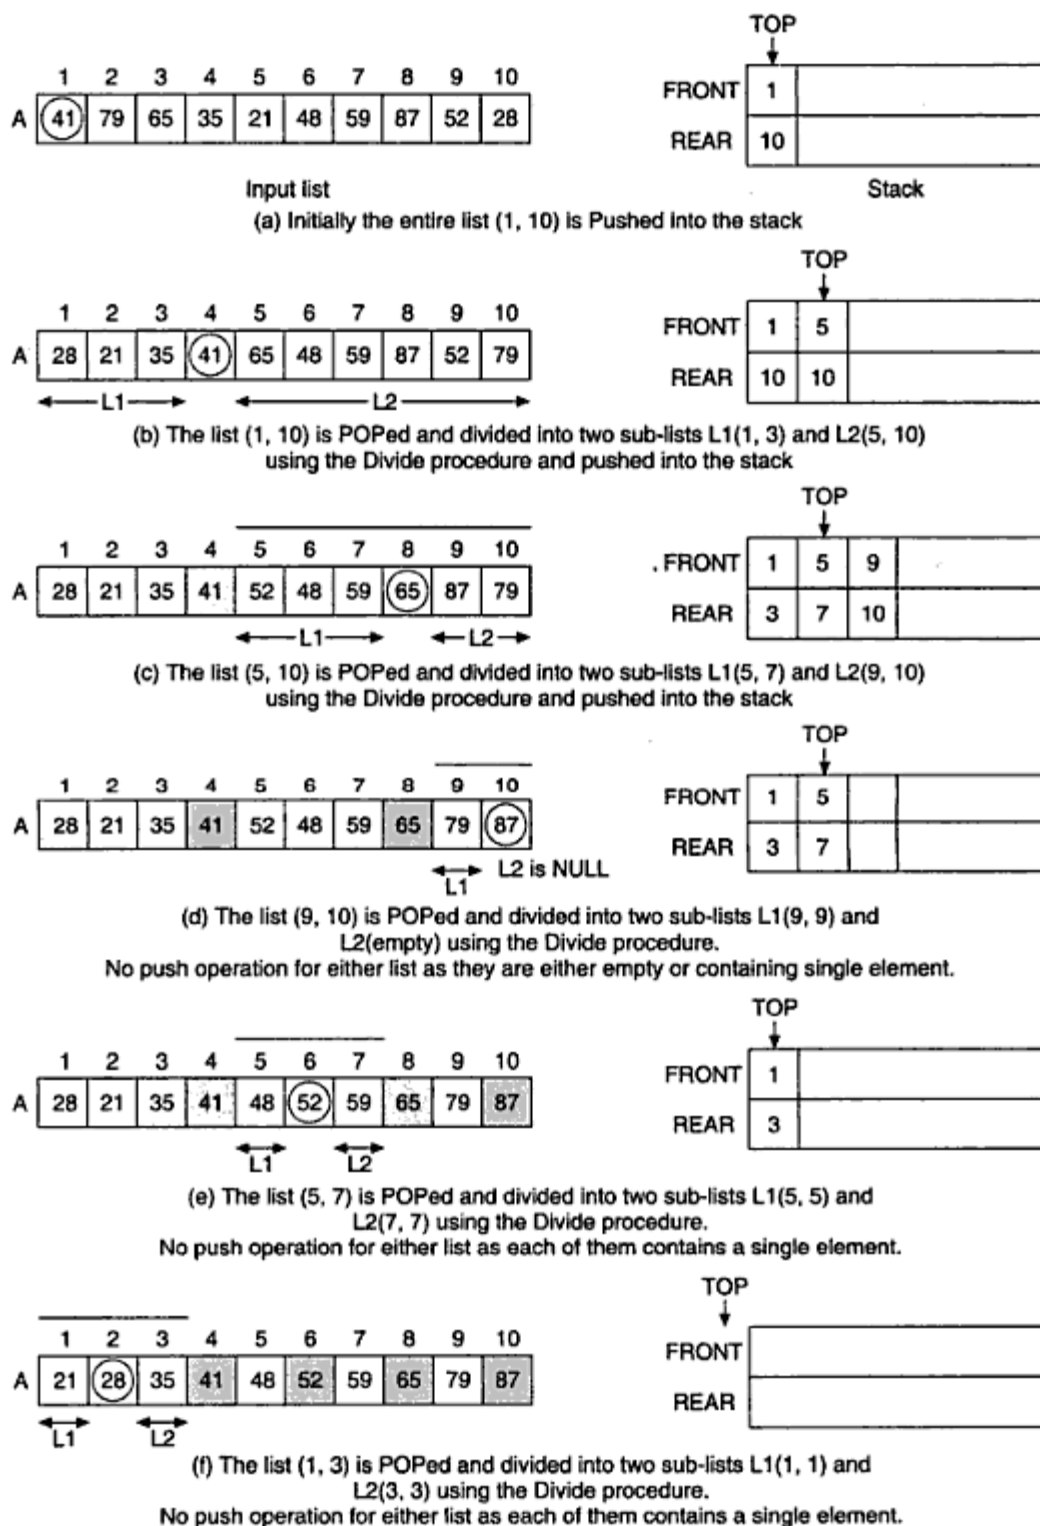 TOP
1 2 3 4 5 6 7 8 9 10
FRONT 1
A 41 79 65 35 21 48 59 87 52 28
REAR 10
Input list
Stack
(a) Initially the entire list (1, 10) is Pushed into the stack
TOP
1 2 3 4 5 6 7 8 9 10
FRONT 1 5
A 28 21 35 41 65 48 59 87 52 79
REAR 10 10
L1 L2
(b) The list (1, 10) is POPed and divided into two sub-lists L1(1, 3) and L2(5, 10)
using the Divide procedure and pushed into the stack
TOP
1 2 3 4 5 6 7 8 9 10
. FRONT 1 5 9
A 28 21 35 41 52 48 59 65 87 79
REAR 3 7 10
L1 L2
(c) The list (5, 10) is POPed and divided into two sub-lists L1(5, 7) and L2(9, 10)
using the Divide procedure and pushed into the stack
TOP
1 2 3 4 5 6 7 8 9 10
FRONT 1 5
A 28 21 35 41 52 48 59 65 79 87
REAR 3 7
L1 L2 is NULL
(d) The list (9, 10) is POPed and divided into two sub-lists L1(9, 9) and
L2(empty) using the Divide procedure.
No push operation for either list as they are either empty or containing single element.
TOP
1 2 3 4 5 6 7 8 9 10
FRONT 1
A 28 21 35 41 48 52 59 65 79 87
REAR 3
L1 L2
(e) The list (5, 7) is POPed and divided into two sub-lists L1(5, 5) and
L2(7, 7) using the Divide procedure.
No push operation for either list as each of them contains a single element.
TOP
1 2 3 4 5 6 7 8 9 10
FRONT
A 21 28 35 41 48 52 59 65 79 87
REAR
L1 L2
(f) The list (1, 3) is POPed and divided into two sub-lists L1(1, 1) and
L2(3, 3) using the Divide procedure.
No push operation for either list as each of them contains a single element.